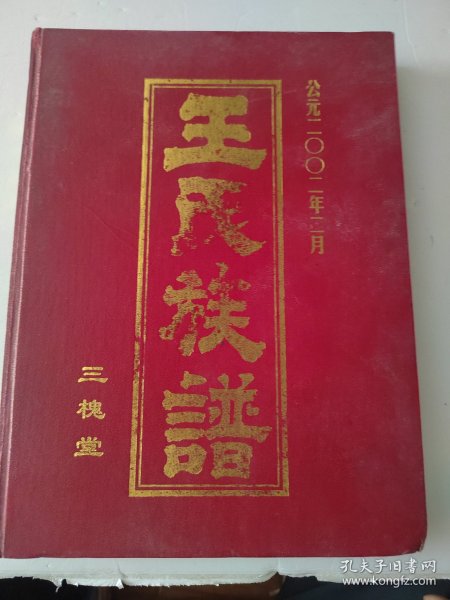 公元二〇〇二年二月
王氏族譜
三槐堂
孔夫子旧书网
www.kongfz.com